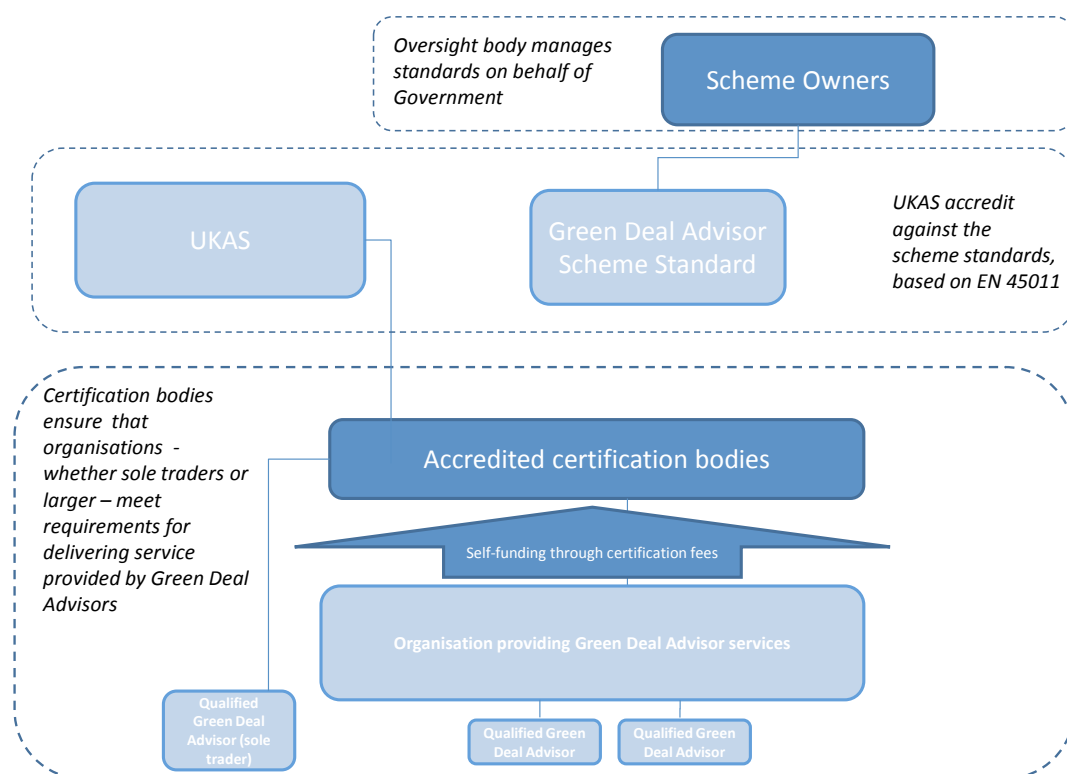 Oversight body manages
standards on behalf of
Government
Scheme Owners
UKAS
Green Deal Advisor
Scheme Standard
UKAS accredit
against the
scheme standards,
based on EN 45011
Certification bodies
ensure that
organisations -
whether sole traders or
larger – meet
requirements for
delivering service
provided by Green Deal
Advisors
Accredited certification bodies
Self-funding through certification fees
Organisation providing Green Deal Advisor services
Qualified
Green Deal
Advisor (sole
trader)
Qualified Green
Deal Advisor
Qualified Green
Deal Advisor